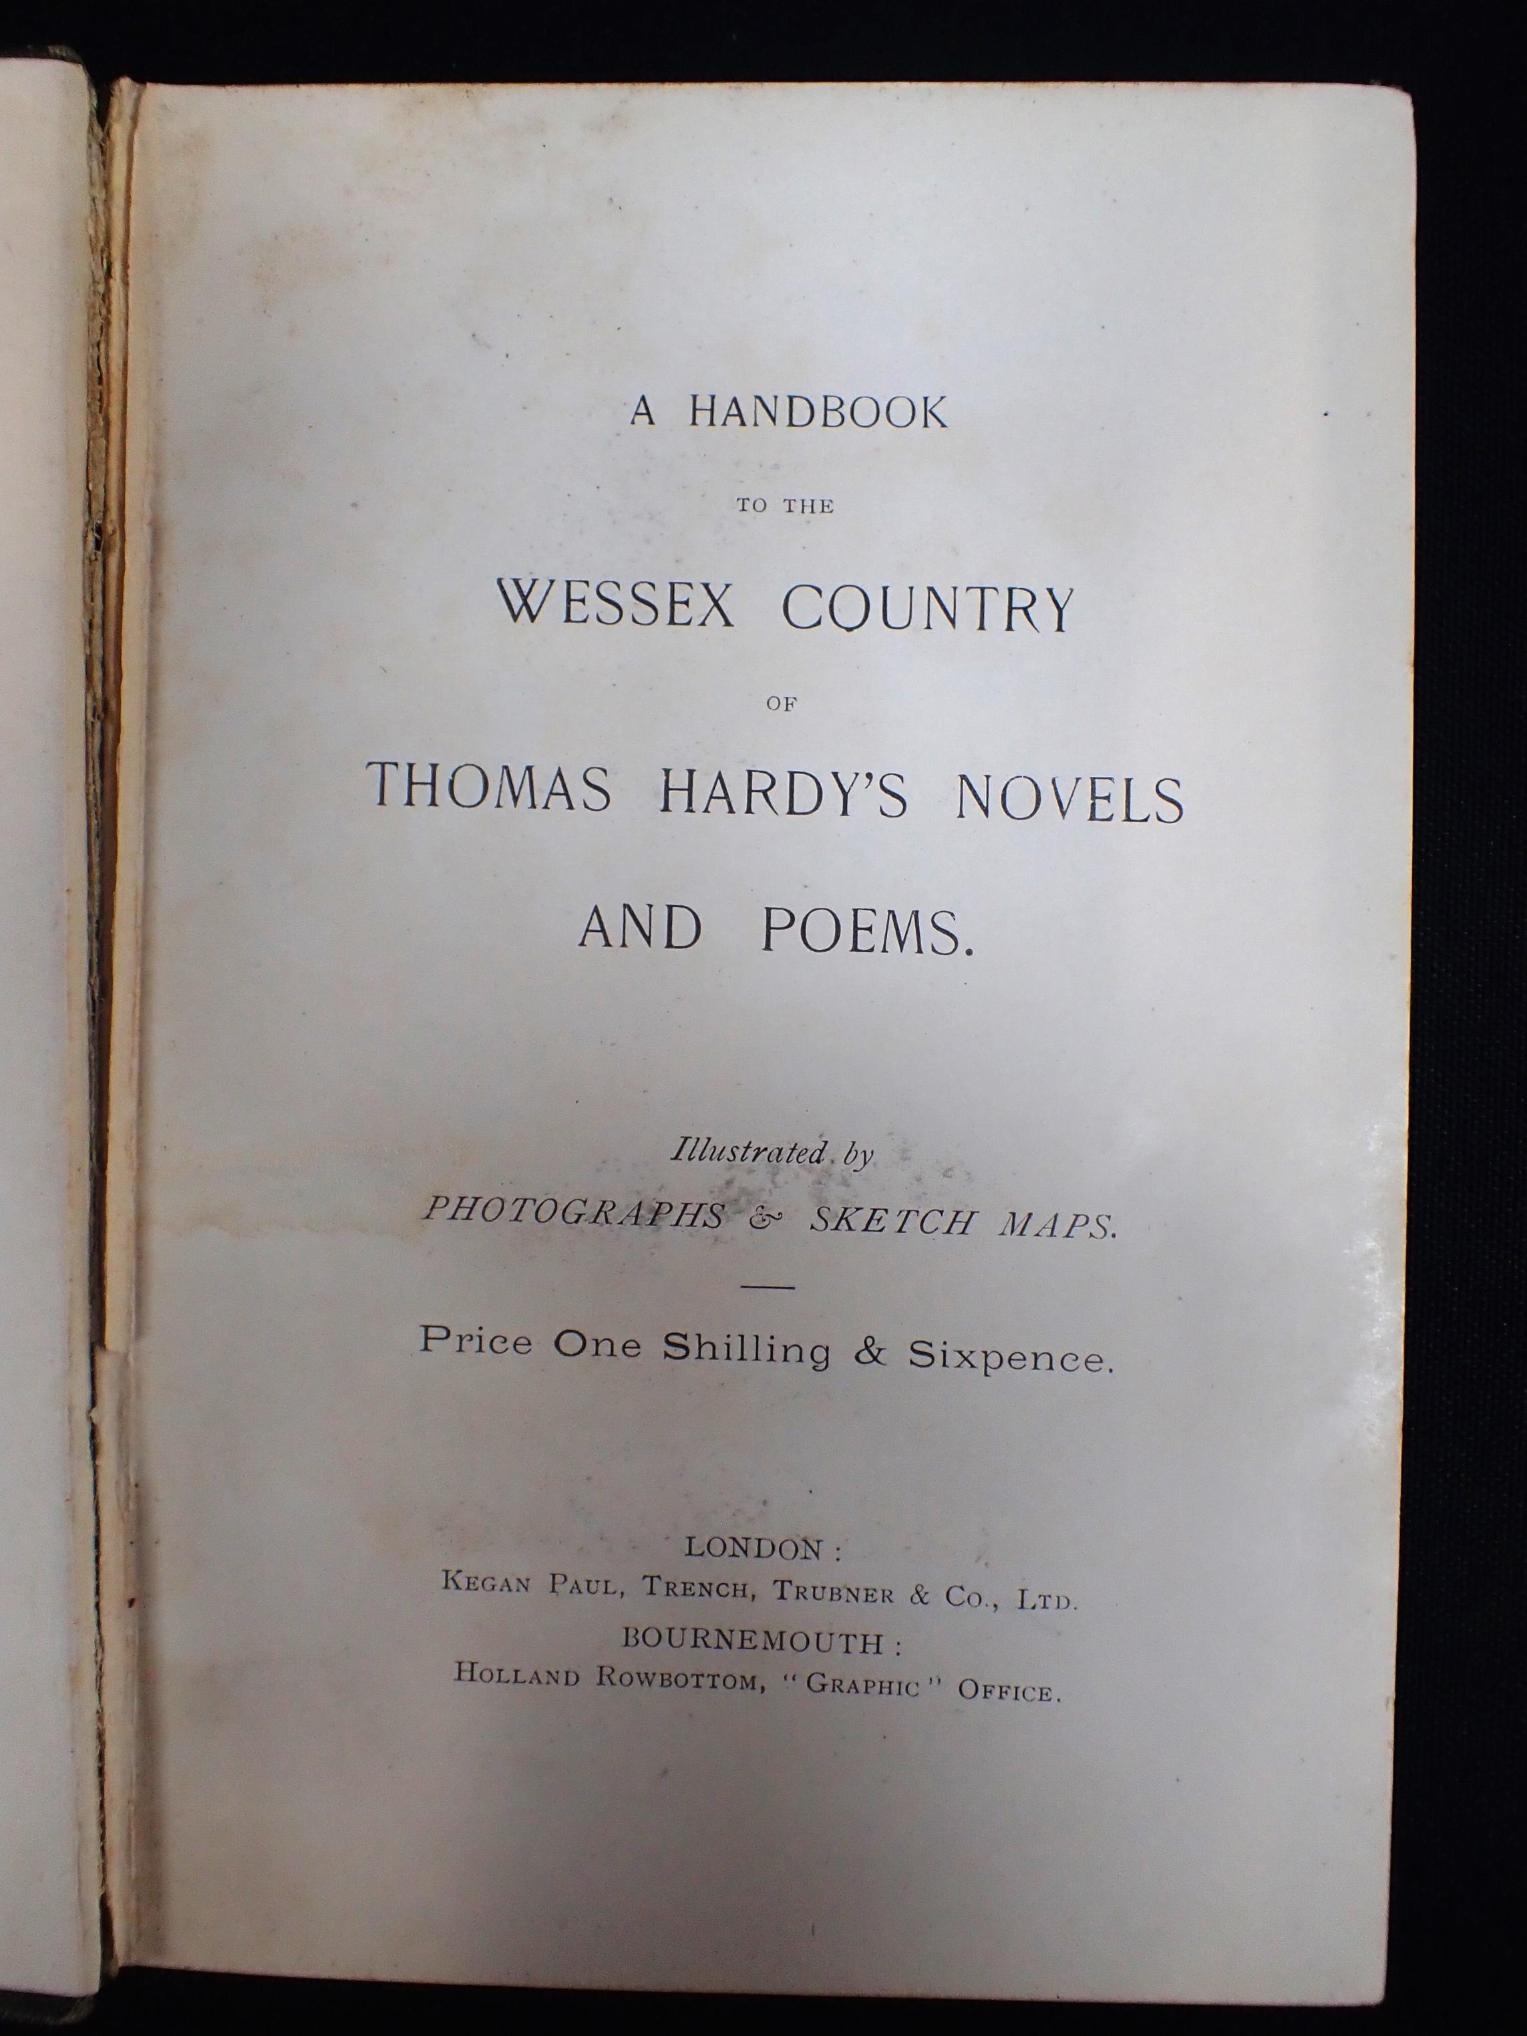 A HANDBOOK
TO THE
WESSEX COUNTRY
OF
THOMAS HARDY'S NOVELS
AND POEMS.
Illustrated by
PHOTOGRAPHS & SKETCH MAPS.
Price One Shilling & Sixpence.
LONDON :
KEGAN PAUL, TRENCH, TRUBNER & CO., LTD.
BOURNEMOUTH :
HOLLAND ROWBOTTOM, "GRAPHIC" OFFICE.